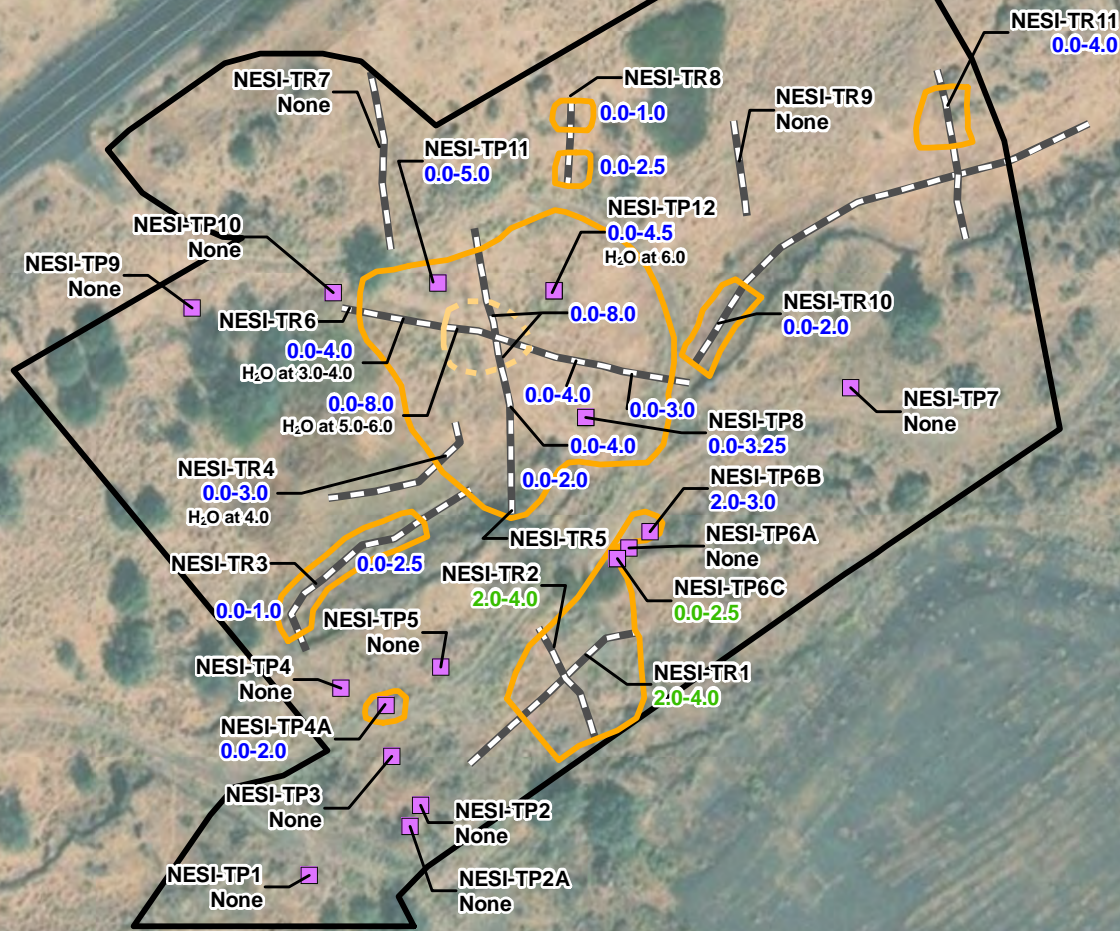 NESI-TR11
0.0-4.0
NESI-TR7
None
NESI-TR8
0.0-1.0
0.0-2.5
NESI-TR9
None
NESI-TP11
0.0-5.0
NESI-TP10
None
NESI-TP12
0.0-4.5
H₂O at 6.0
NESI-TP9
None
NESI-TR6
0.0-4.0
H₂O at 3.0-4.0
0.0-8.0
NESI-TR10
0.0-2.0
0.0-8.0
H₂O at 5.0-6.0
0.0-4.0
0.0-3.0
NESI-TP7
None
NESI-TP8
0.0-3.25
0.0-4.0
NESI-TR4
0.0-3.0
H₂O at 4.0
0.0-2.0
NESI-TP6B
2.0-3.0
NESI-TR5
NESI-TP6A
None
NESI-TR3
0.0-2.5
0.0-1.0
NESI-TR2
2.0-4.0
NESI-TP6C
0.0-2.5
NESI-TP5
None
NESI-TP4
None
NESI-TR1
2.0-4.0
NESI-TP4A
0.0-2.0
NESI-TP3
None
NESI-TP2
None
NESI-TP1
None
NESI-TP2A
None